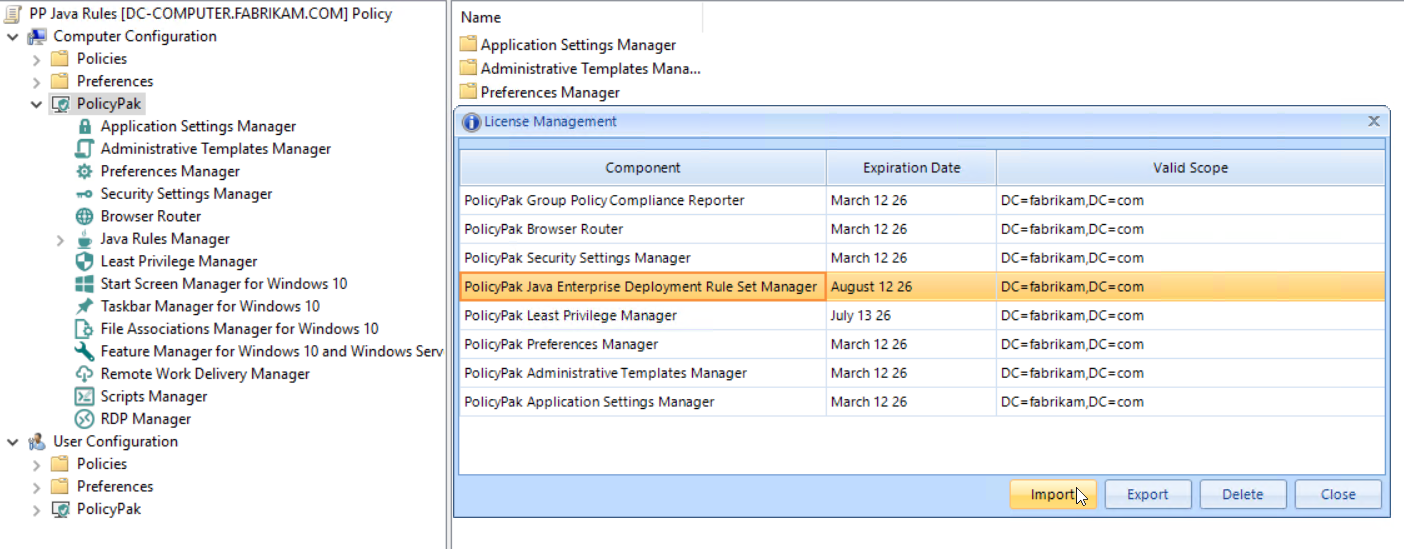 PP Java Rules [DC-COMPUTER.FABRIKAM.COM] Policy
Computer Configuration
Policies
Preferences
PolicyPak
Application Settings Manager
Administrative Templates Manager
Preferences Manager
Security Settings Manager
Browser Router
Java Rules Manager
Least Privilege Manager
Start Screen Manager for Windows 10
Taskbar Manager for Windows 10
File Associations Manager for Windows 10
Feature Manager for Windows 10 and Windows Serv
Remote Work Delivery Manager
Scripts Manager
RDP Manager
User Configuration
Policies
Preferences
PolicyPak
Name
Application Settings Manager
Administrative Templates Mana...
Preferences Manager
License Management
Component Expiration Date Valid Scope
PolicyPak Group Policy Compliance Reporter March 12 26 DC=fabrikam,DC=com
PolicyPak Browser Router March 12 26 DC=fabrikam,DC=com
PolicyPak Security Settings Manager March 12 26 DC=fabrikam,DC=com
PolicyPak Java Enterprise Deployment Rule Set Manager August 12 26 DC=fabrikam,DC=com
PolicyPak Least Privilege Manager July 13 26 DC=fabrikam,DC=com
PolicyPak Preferences Manager March 12 26 DC=fabrikam,DC=com
PolicyPak Administrative Templates Manager March 12 26 DC=fabrikam,DC=com
PolicyPak Application Settings Manager March 12 26 DC=fabrikam,DC=com
Import Export Delete Close